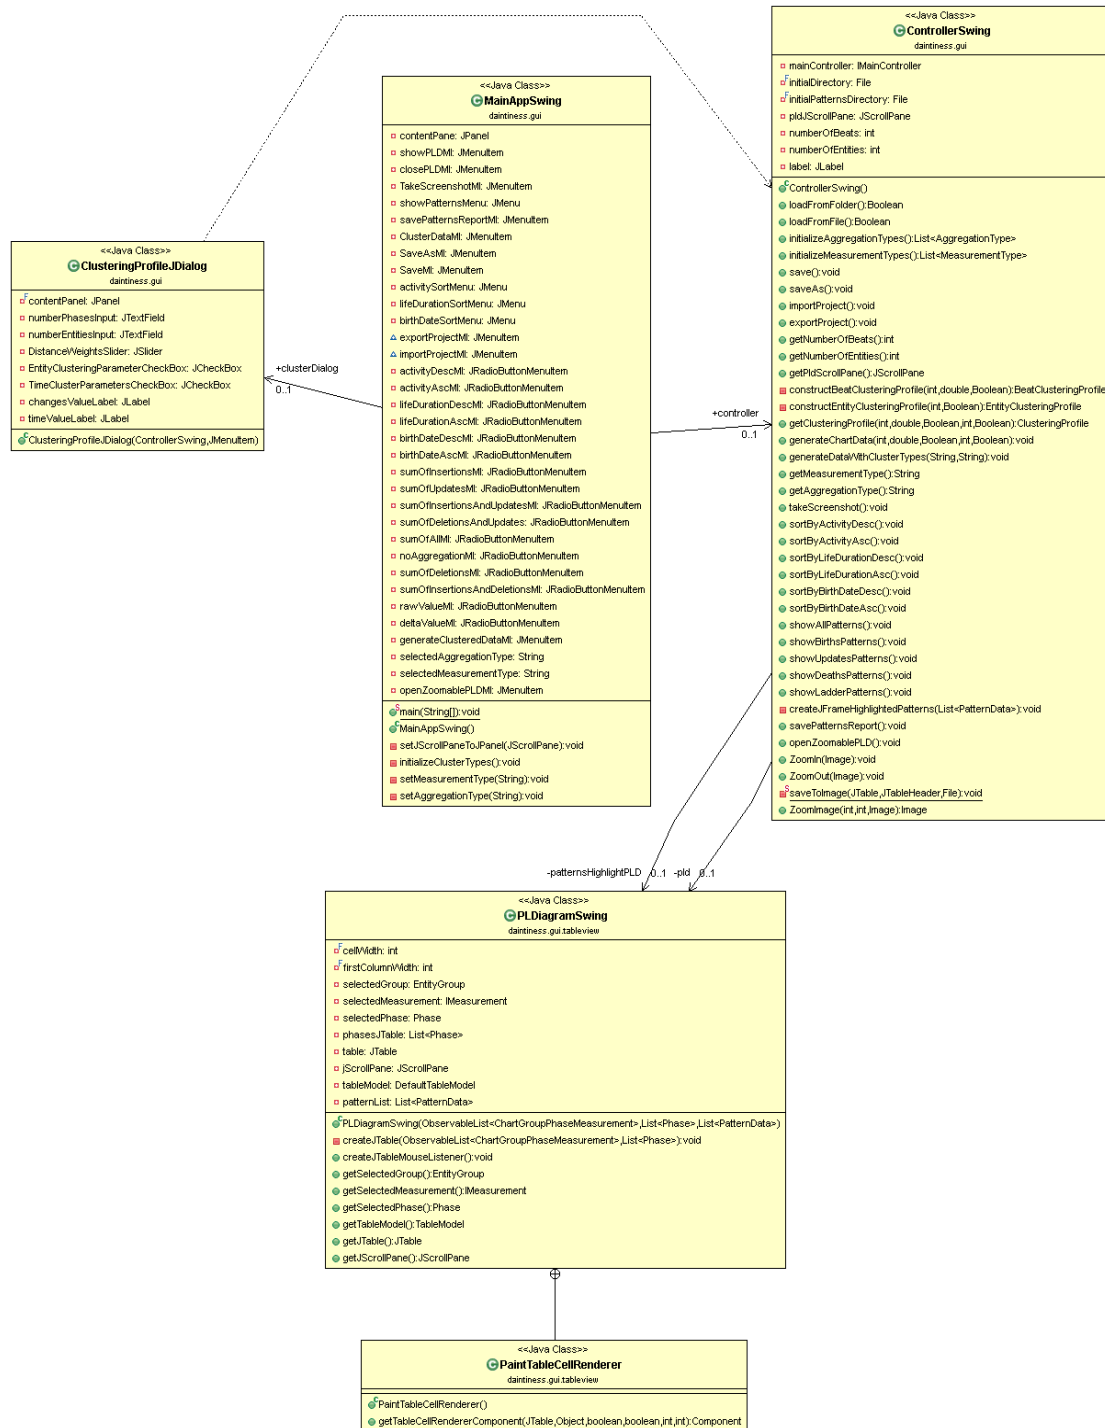 <<Java Class>>
ControllerSwing
daintiness.gui
mainController: IMainController
initialDirectory: File
initialPatternsDirectory: File
pldJScrollPane: JScrollPane
numberOfBeats: int
numberOfEntities: int
label: JLabel
ControllerSwing()
loadFromFolder():Boolean
loadFromFile():Boolean
initializeAggregationTypes():List<AggregationType>
initializeMeasurementTypes():List<MeasurementType>
save():void
saveAs():void
importProject():void
exportProject():void
getNumberOfBeats():int
getNumberOfEntities():int
getPldScrollPane():JScrollPane
constructBeatClusteringProfile(int,double,Boolean):BeatClusteringProfile
constructEntityClusteringProfile(int,Boolean):EntityClusteringProfile
getClusteringProfile(int,double,Boolean,int,Boolean):ClusteringProfile
generateChartData(int,double,Boolean,int,Boolean):void
generateDataWithClusterTypes(String,String):void
getMeasurementType():String
getAggregationType():String
takeScreenshot():void
sortByActivityDesc():void
sortByActivityAsc():void
sortByLifeDurationDesc():void
sortByLifeDurationAsc():void
sortByBirthDateDesc():void
sortByBirthDateAsc():void
showAllPatterns():void
showBirthsPatterns():void
showUpdatesPatterns():void
showDeathsPatterns():void
showLadderPatterns():void
createJFrameHighlightedPatterns(List<PatternData>):void
savePatternsReport():void
openZoomablePLD():void
ZoomIn(Image):void
ZoomOut(Image):void
saveToImage(JTable,JTableHeader,File):void
ZoomImage(int,int,Image):Image
<<Java Class>>
MainAppSwing
daintiness.gui
contentPane: JPanel
showPLDMI: JMenuItem
closePLDMI: JMenuItem
TakeScreenshotMI: JMenuItem
showPatternsMenu: JMenu
savePatternsReportMI: JMenuItem
ClusterDataMI: JMenuItem
SaveAsMI: JMenuItem
SaveMI: JMenuItem
activitySortMenu: JMenu
lifeDurationSortMenu: JMenu
birthDateSortMenu: JMenu
exportProjectMI: JMenuItem
importProjectMI: JMenuItem
activityDescMI: JRadioButtonMenuItem
activityAscMI: JRadioButtonMenuItem
lifeDurationDescMI: JRadioButtonMenuItem
lifeDurationAscMI: JRadioButtonMenuItem
birthDateDescMI: JRadioButtonMenuItem
birthDateAscMI: JRadioButtonMenuItem
sumOfInsertionsMI: JRadioButtonMenuItem
sumOfUpdatesMI: JRadioButtonMenuItem
sumOfInsertionsAndUpdatesMI: JRadioButtonMenuItem
sumOfDeletionsAndUpdates: JRadioButtonMenuItem
sumOfAllMI: JRadioButtonMenuItem
noAggregationMI: JRadioButtonMenuItem
sumOfDeletionsMI: JRadioButtonMenuItem
sumOfInsertionsAndDeletionsMI: JRadioButtonMenuItem
rawValueMI: JRadioButtonMenuItem
deltaValueMI: JRadioButtonMenuItem
generateClusteredDataMI: JMenuItem
selectedAggregationType: String
selectedMeasurementType: String
openZoomablePLDMI: JMenuItem
main(String[]):void
MainAppSwing()
setJScrollPaneToJPanel(JScrollPane):void
initializeClusterTypes():void
setMeasurementType(String):void
setAggregationType(String):void
<<Java Class>>
ClusteringProfileJDialog
daintiness.gui
contentPanel: JPanel
numberPhasesInput: JTextField
numberEntitiesInput: JTextField
DistanceWeightsSlider: JSlider
EntityClusteringParameterCheckBox: JCheckBox
TimeClusterParametersCheckBox: JCheckBox
changesValueLabel: JLabel
timeValueLabel: JLabel
ClusteringProfileJDialog(ControllerSwing,JMenuItem)
+clusterDialog
0..1
+controller
0..1
-patternsHighlightPLD 0..1 -pld 0..1
<<Java Class>>
PLDiagramSwing
daintiness.gui.tableview
cellWidth: int
firstColumnWidth: int
selectedGroup: EntityGroup
selectedMeasurement: IMeasurement
selectedPhase: Phase
phasesJTable: List<Phase>
table: JTable
jScrollPane: JScrollPane
tableModel: DefaultTableModel
patternList: List<PatternData>
PLDiagramSwing(ObservableList<ChartGroupPhaseMeasurement>,List<Phase>,List<PatternData>)
createJTable(ObservableList<ChartGroupPhaseMeasurement>,List<Phase>):void
createJTableMouseListener():void
getSelectedGroup():EntityGroup
getSelectedMeasurement():IMeasurement
getSelectedPhase():Phase
getTableModel():TableModel
getJTable():JTable
getJScrollPane():JScrollPane
<<Java Class>>
PaintTableCellRenderer
daintiness.gui.tableview
PaintTableCellRenderer()
getTableCellRendererComponent(JTable,Object,boolean,boolean,int,int):Component